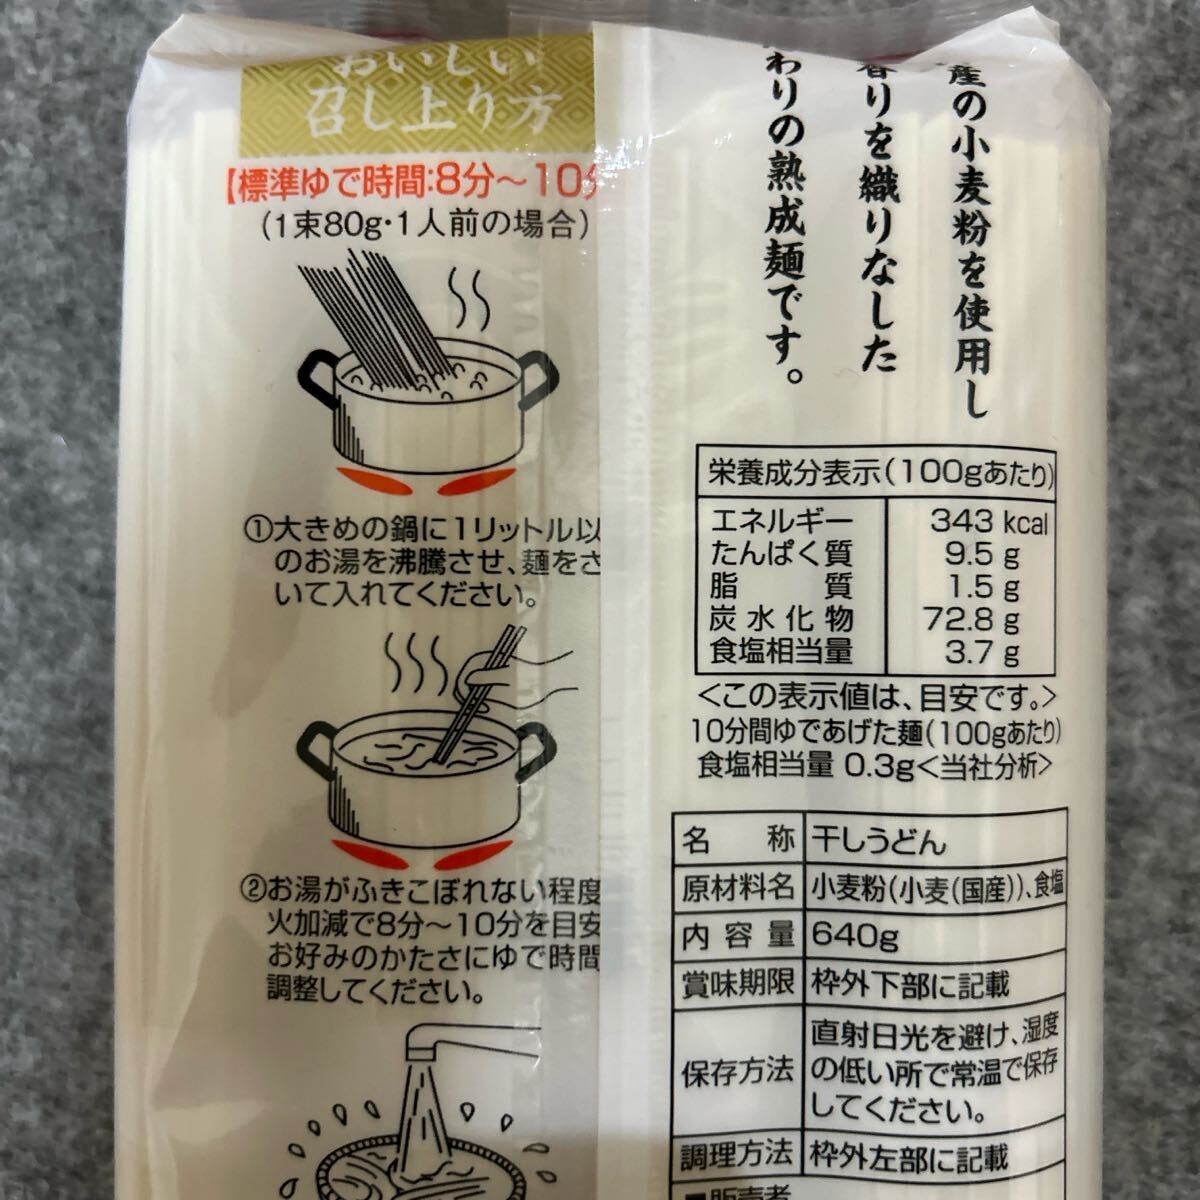 おいしい
召し上り方
【標準ゆで時間:8分～10分
(1束80g・1人前の場合)
①大きめの鍋に1リットル以
のお湯を沸騰させ、麺をさ
いて入れてください。
②お湯がふきこぼれない程度
火加減で8分～10分を目安
お好みのかたさにゆで時間
調整してください。
産の小麦粉を使用し
香りを織りなした
わりの熟成麺です。
栄養成分表示(100gあたり)
エネルギー 343 kcal
たんぱく質 9.5 g
脂質 1.5 g
炭水化物 72.8 g
食塩相当量 3.7 g
<この表示値は、目安です。>
10分間ゆであげた麺(100gあたり)
食塩相当量 0.3g<当社分析>
名称 干しうどん
原材料名 小麦粉(小麦(国産))、食塩
内容量 640g
賞味期限 枠外下部に記載
保存方法 直射日光を避け、湿度
の低い所で常温で保存
してください。
調理方法 枠外左部に記載
■販売者